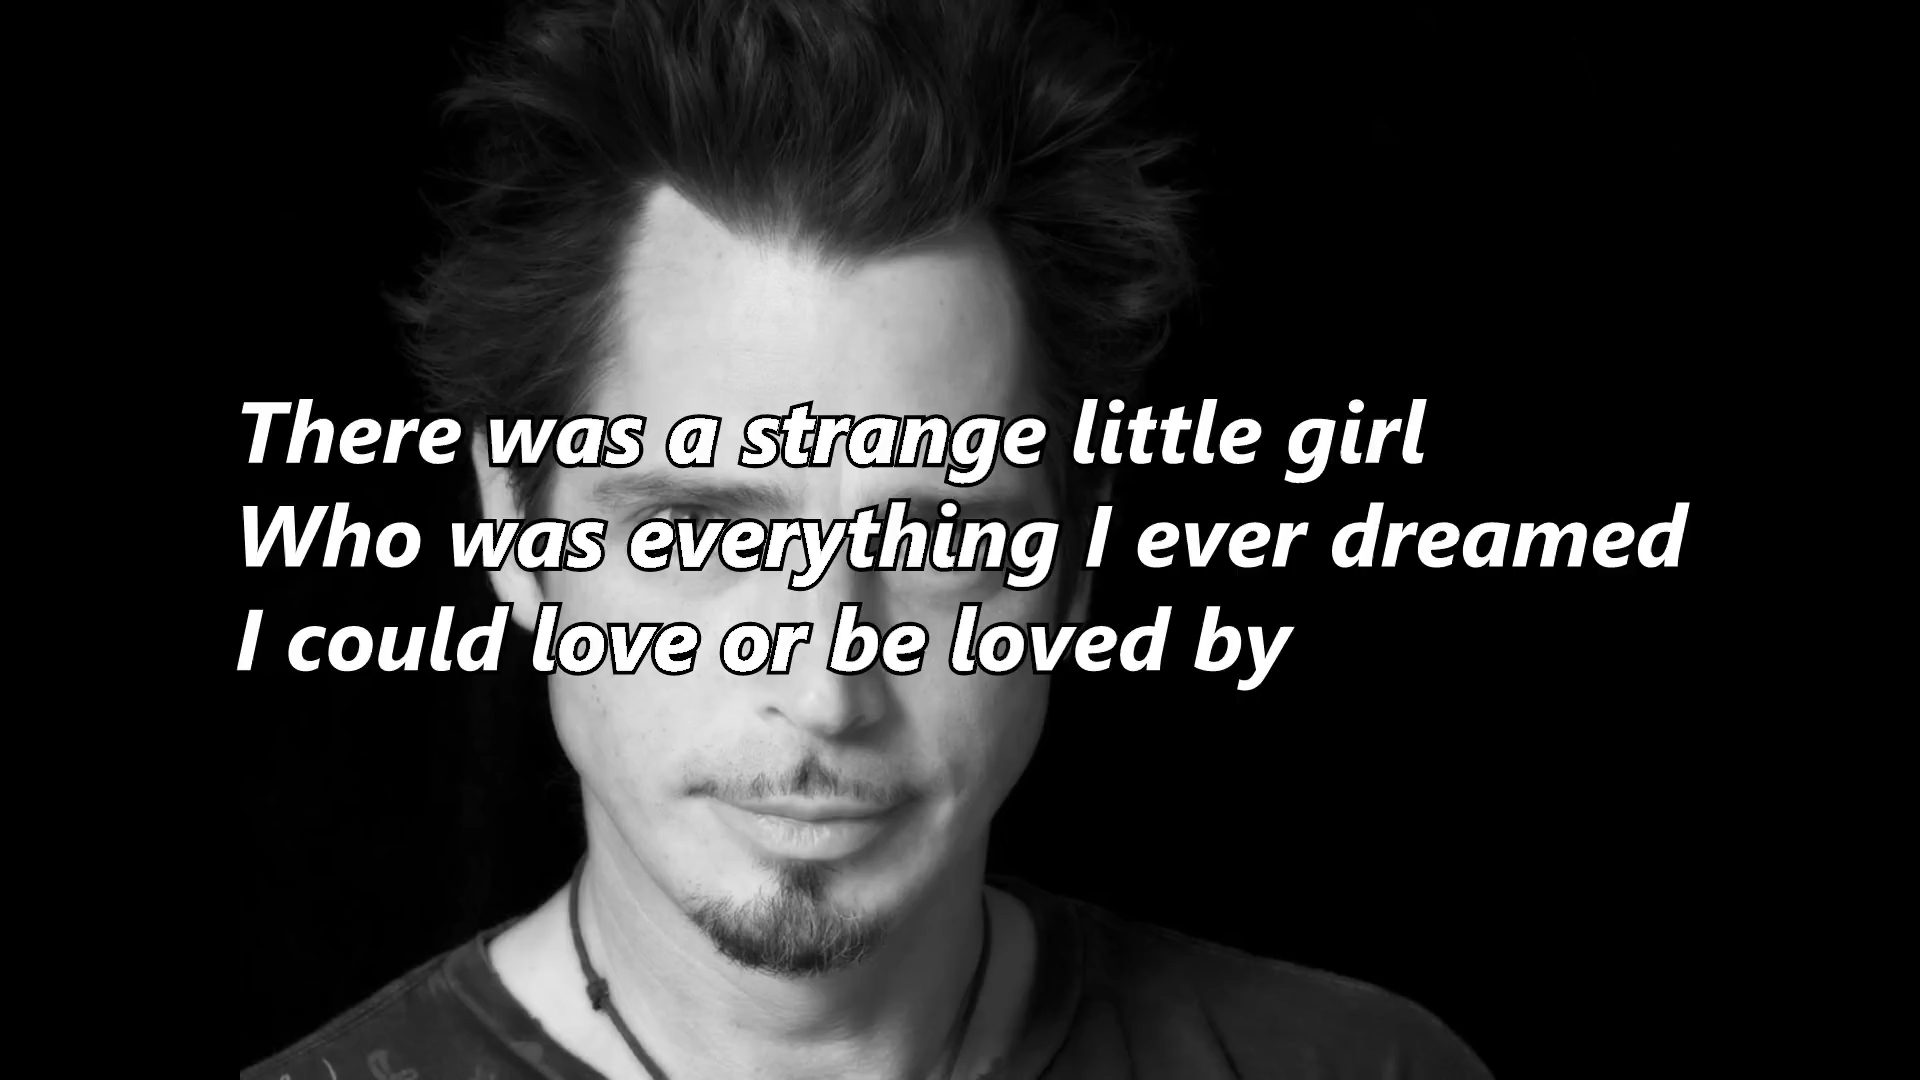 There was a strange little girl
Who was everything I ever dreamed
I could love or be loved by